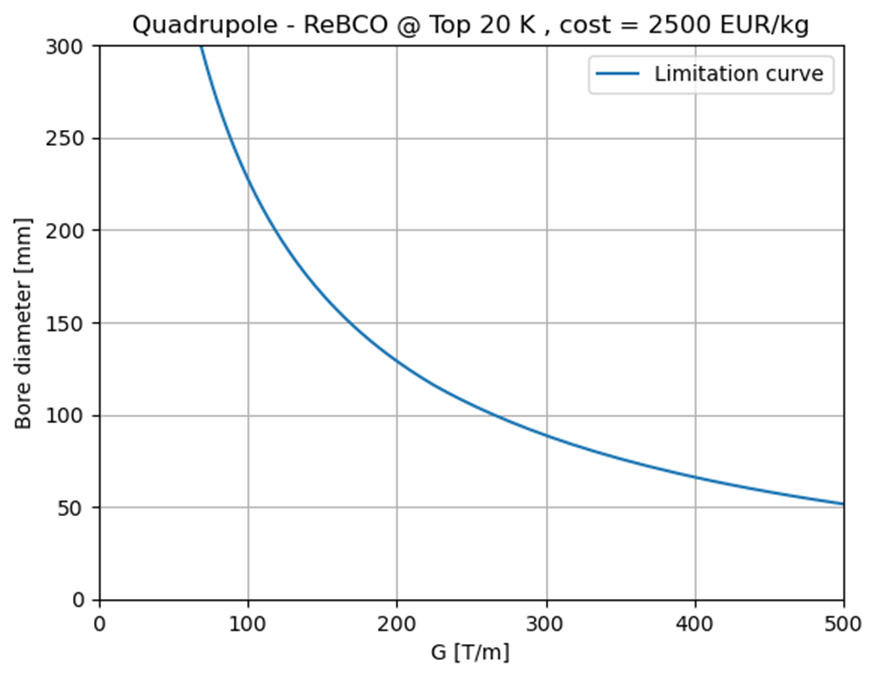 Quadrupole - ReBCO @ Top 20 K , cost = 2500 EUR/kg
Limitation curve
Bore diameter [mm]
300
250
200
150
100
50
0
0 100 200 300 400 500
G [T/m]